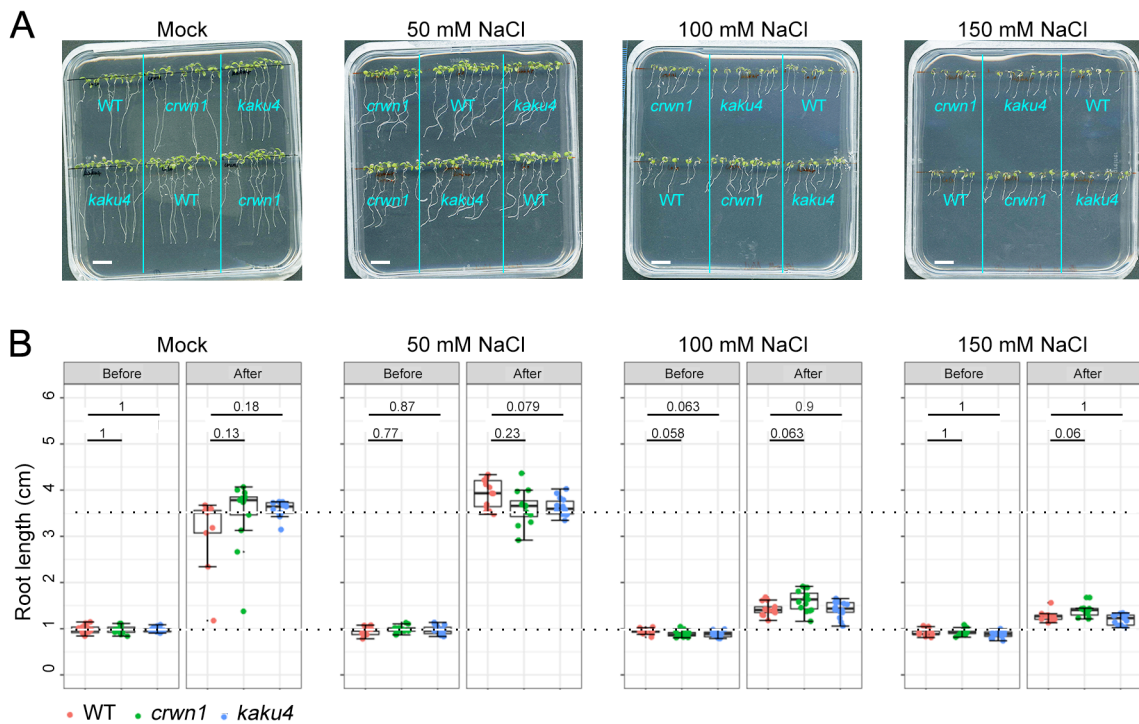 A
Mock
50 mM NaCl
100 mM NaCl
150 mM NaCl
WT crwn1 kaku4
kaku4 WT crwn1
crwn1 WT kaku4
crwn1 kaku4 WT
crwn1 kaku4 WT
WT crwn1 kaku4
crwn1 kaku4 WT
WT crwn1 kaku4
B
Mock
50 mM NaCl
100 mM NaCl
150 mM NaCl
Before After
Before After
Before After
Before After
Root length (cm)
6
5
4
3
2
1
0
1
1
0.18
0.13
0.87
0.77
0.079
0.23
0.063
0.058
0.9
0.063
1
1
1
0.06
WT crwn1 kaku4